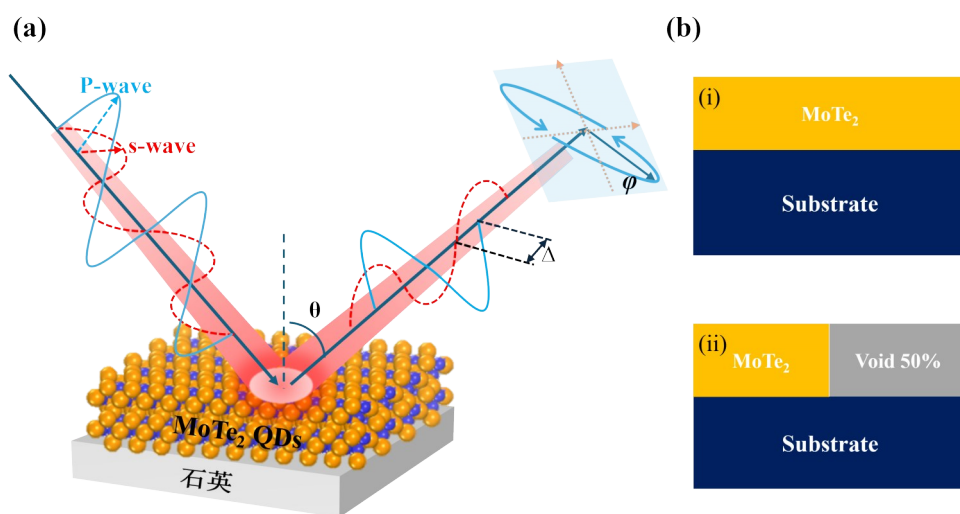 (a)
P-wave
s-wave
φ
Δ
θ
MoTe₂ QDs
石英
(b)
(i)
MoTe₂
Substrate
(ii)
MoTe₂
Void 50%
Substrate